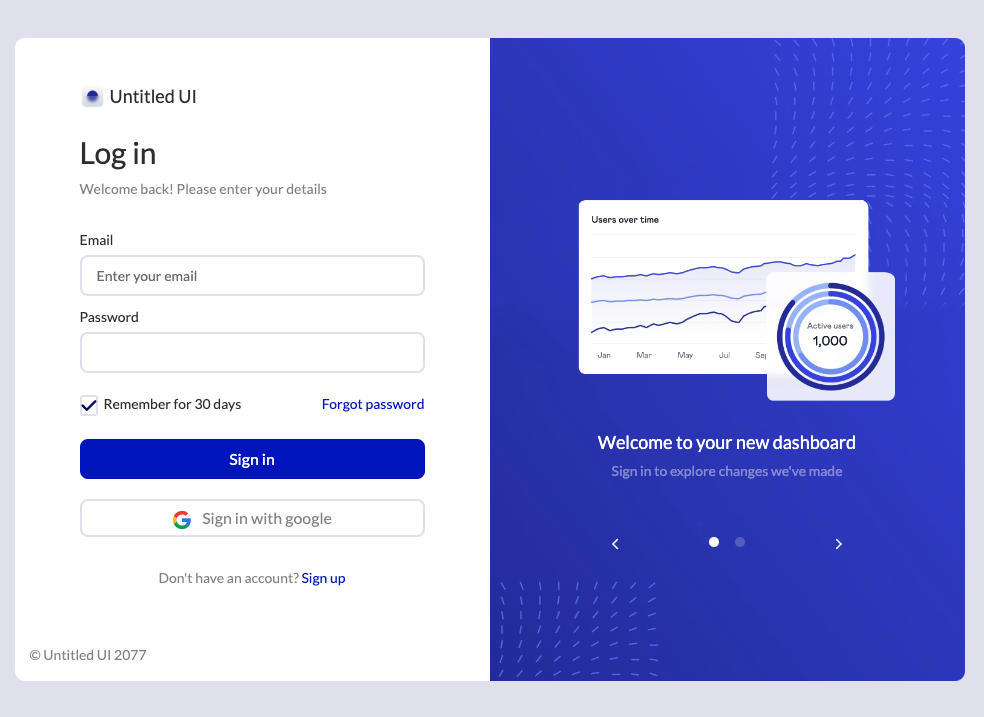 Untitled UI
Log in
Welcome back! Please enter your details
Email
Enter your email
Password
Remember for 30 days
Forgot password
Sign in
Sign in with google
Don't have an account? Sign up
© Untitled UI 2077
Users over time
Jan Mar May Jul
Active users
1,000
Welcome to your new dashboard
Sign in to explore changes we've made